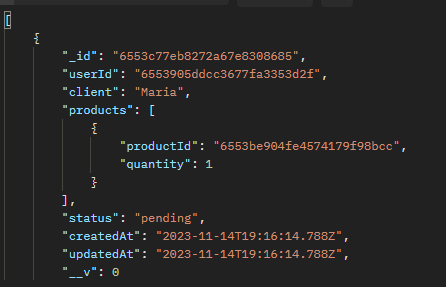 [
{
"_id": "6553c77eb8272a67e8308685",
"userId": "6553905ddcc3677fa3353d2f",
"client": "Maria",
"products": [
{
"productId": "6553be904fe4574179f98bcc",
"quantity": 1
}
],
"status": "pending",
"createdAt": "2023-11-14T19:16:14.788Z",
"updatedAt": "2023-11-14T19:16:14.788Z",
"__v": 0